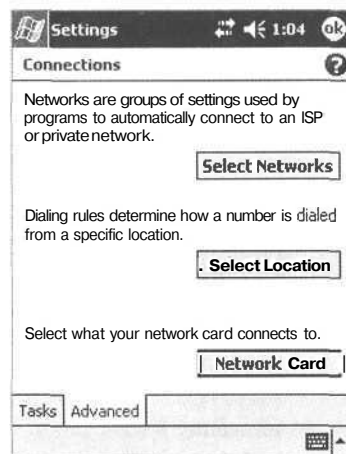 Settings 1:04 ok
Connections ?
Networks are groups of settings used by
programs to automatically connect to an ISP
or private network.
Select Networks
Dialing rules determine how a number is dialed
from a specific location.
. Select Location
Select what your network card connects to.
Network Card
Tasks Advanced